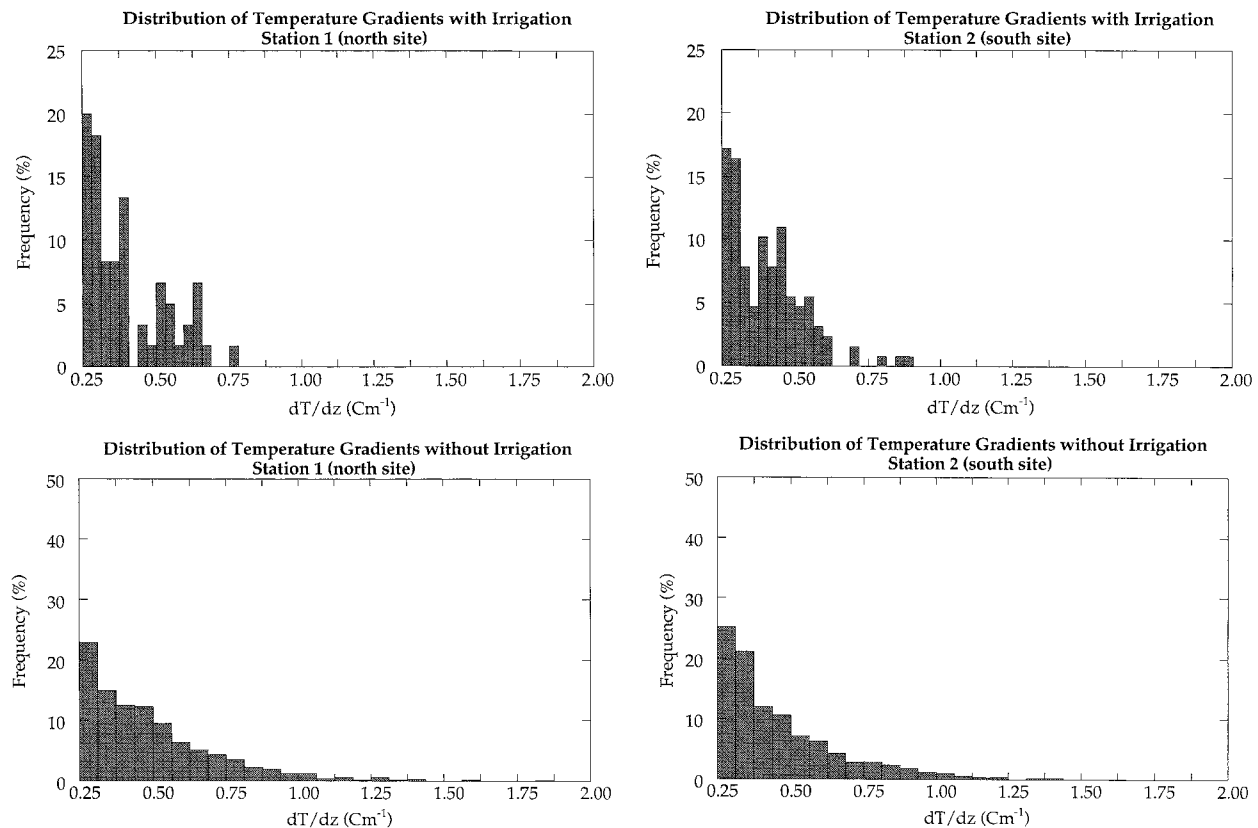 Distribution of Temperature Gradients with Irrigation
Station 1 (north site)
25
20
15
10
5
0
Frequency (%)
0.25 0.50 0.75 1.00 1.25 1.50 1.75 2.00
dT/dz (Cm⁻¹)
Distribution of Temperature Gradients with Irrigation
Station 2 (south site)
25
20
15
10
5
0
Frequency (%)
0.25 0.50 0.75 1.00 1.25 1.50 1.75 2.00
dT/dz (Cm⁻¹)
Distribution of Temperature Gradients without Irrigation
Station 1 (north site)
50
40
30
20
10
0
Frequency (%)
0.25 0.50 0.75 1.00 1.25 1.50 1.75 2.00
dT/dz (Cm⁻¹)
Distribution of Temperature Gradients without Irrigation
Station 2 (south site)
50
40
30
20
10
0
Frequency (%)
0.25 0.50 0.75 1.00 1.25 1.50 1.75 2.00
dT/dz (Cm⁻¹)